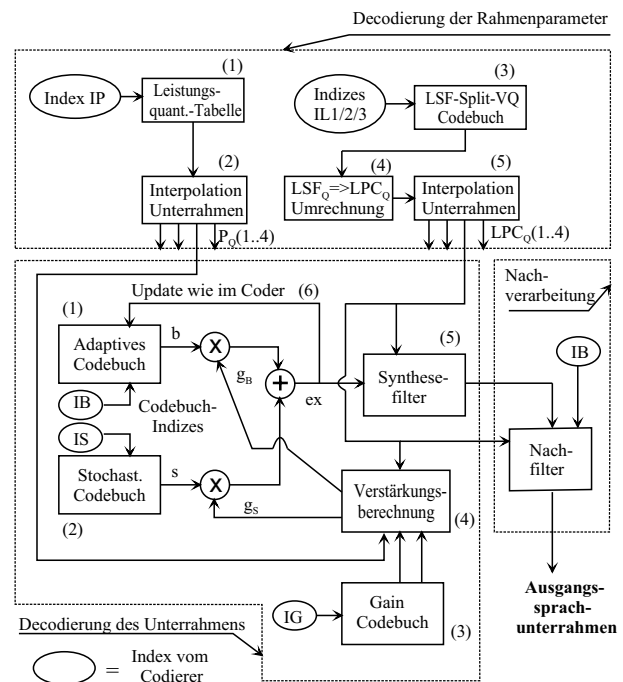 Decodierung der Rahmenparameter
(1)
Index IP
Leistungs-
quant.-Tabelle
Indizes
IL1/2/3
(3)
LSF-Split-VQ
Codebuch
(2)
Interpolation
Unterrahmen
(4)
LSFQ=>LPCQ
Umrechnung
(5)
Interpolation
Unterrahmen
PQ(1..4)
LPCQ(1..4)
Update wie im Coder (6)
Nach-
verarbeitung
(1)
Adaptives
Codebuch
b
X
gB
+
ex
(5)
Synthese-
filter
IB
IB
Codebuch-
Indizes
IS
Stochast.
Codebuch
s
X
gS
(2)
Verstärkungs-
berechnung
(4)
Nach-
filter
Ausgangs-
sprach-
unterrahmen
IG
Gain
Codebuch
(3)
Decodierung des Unterrahmens
= Index vom
Codierer